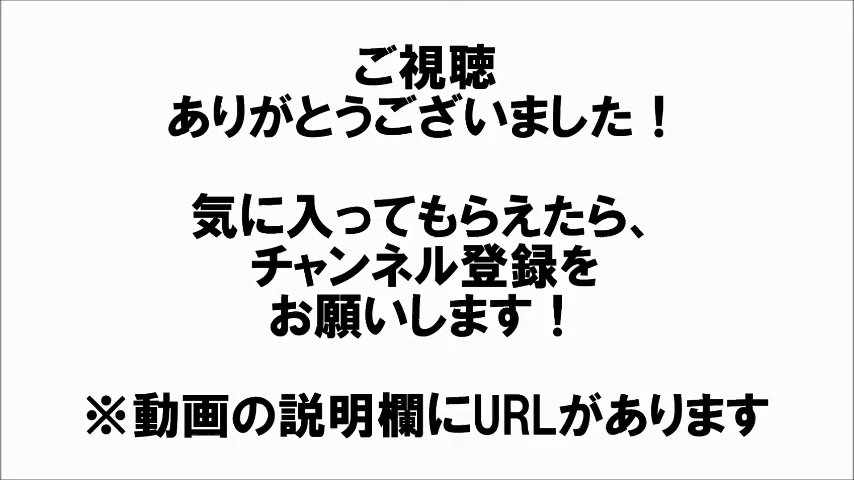 ご視聴
ありがとうございました！
気に入ってもらえたら、
チャンネル登録を
お願いします！
※動画の説明欄にURLがあります